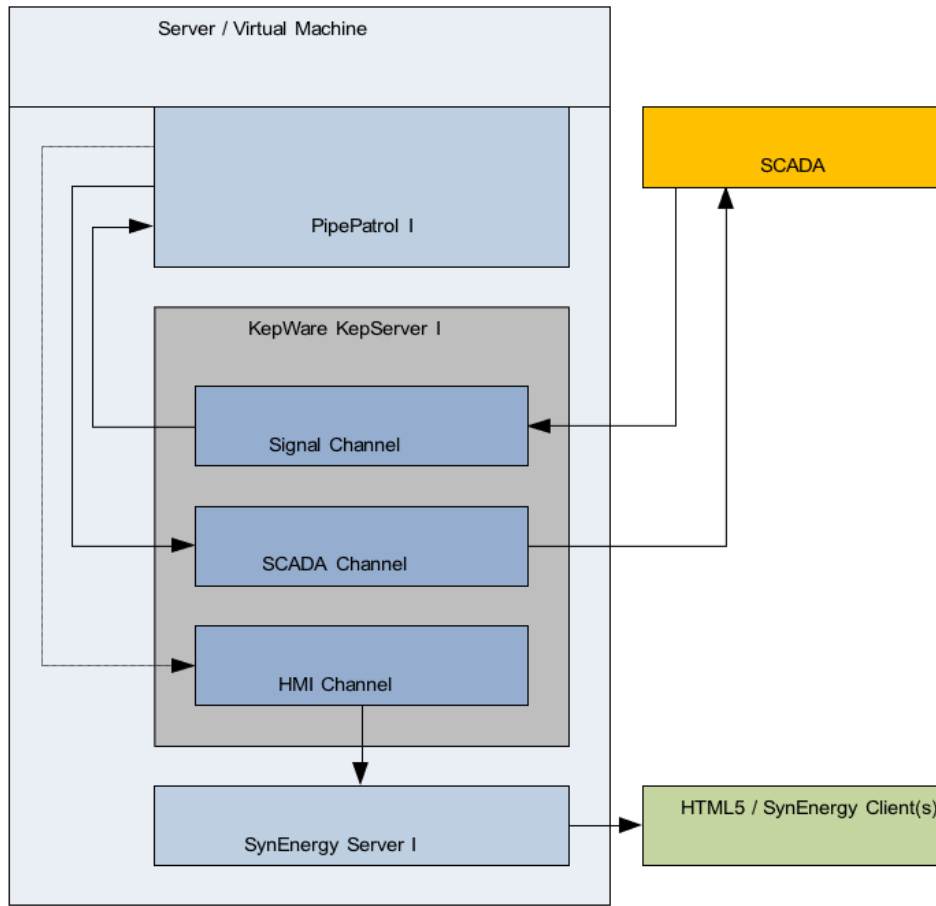 Server / Virtual Machine
SCADA
PipePatrol I
KepWare KepServer I
Signal Channel
SCADA Channel
HMI Channel
HTML5 / SynEnergy Client(s)
SynEnergy Server I